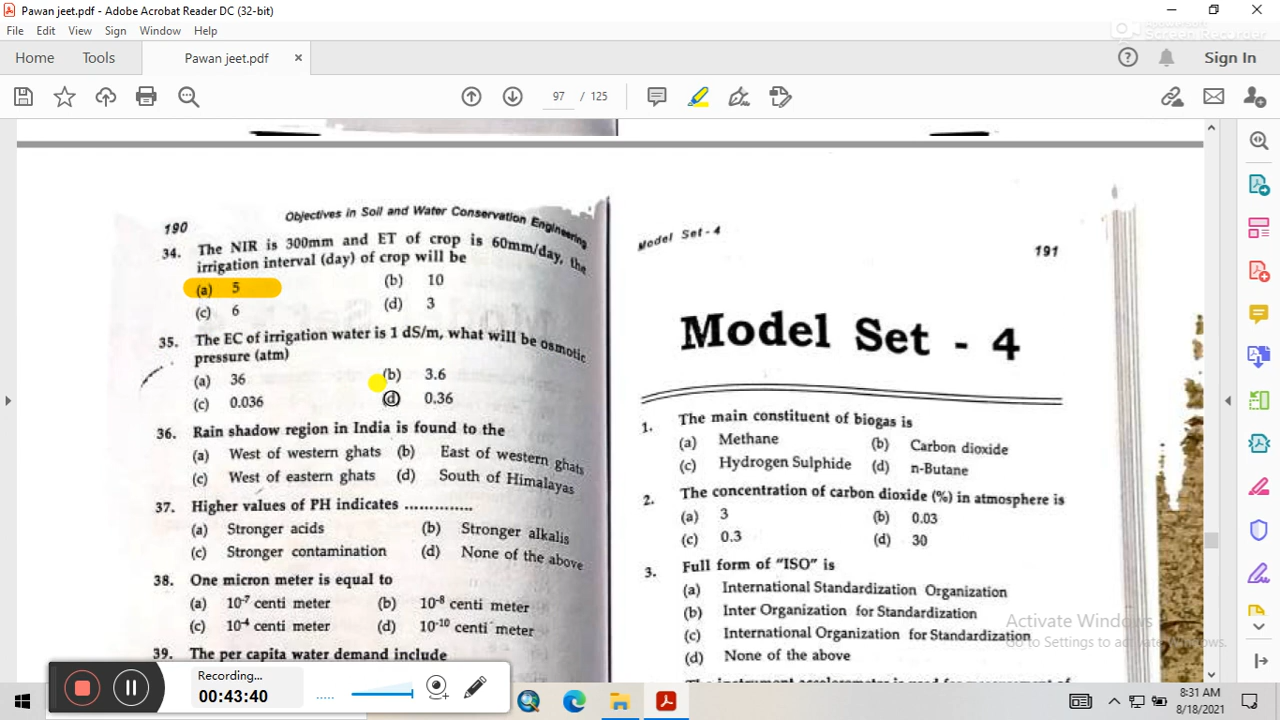 Pawan jeet.pdf - Adobe Acrobat Reader DC (32-bit)
Screen Recorder
File Edit View Sign Window Help
Home Tools Pawan jeet.pdf × Sign In
97 / 125
190 Objectives in Soil and Water Conservation Engineering
34. The NIR is 300mm and ET of crop is 60mm/day, the
irrigation interval (day) of crop will be
(a) 5 (b) 10
(c) 6 (d) 3
35. The EC of irrigation water is 1 dS/m, what will be osmotic
pressure (atm)
(a) 36 (b) 3.6
(c) 0.036 (d) 0.36
36. Rain shadow region in India is found to the
(a) West of western ghats (b) East of western ghats
(c) West of eastern ghats (d) South of Himalayas
37. Higher values of PH indicates ..............
(a) Stronger acids (b) Stronger alkalis
(c) Stronger contamination (d) None of the above
38. One micron meter is equal to
(a) 10⁻⁷ centi meter (b) 10⁻⁸ centi meter
(c) 10⁻⁴ centi meter (d) 10⁻¹⁰ centi meter
39. The per capita water demand include
Model Set-4 191
Model Set - 4
1. The main constituent of biogas is
(a) Methane (b) Carbon dioxide
(c) Hydrogen Sulphide (d) n-Butane
2. The concentration of carbon dioxide (%) in atmosphere is
(a) 3 (b) 0.03
(c) 0.3 (d) 30
3. Full form of "ISO" is
(a) International Standardization Organization
(b) Inter Organization for Standardization
(c) International Organization for Standardization
(d) None of the above
Activate Windows
Go to Settings to activate Windows.
Recording...
00:43:40
8:31 AM
8/18/2021